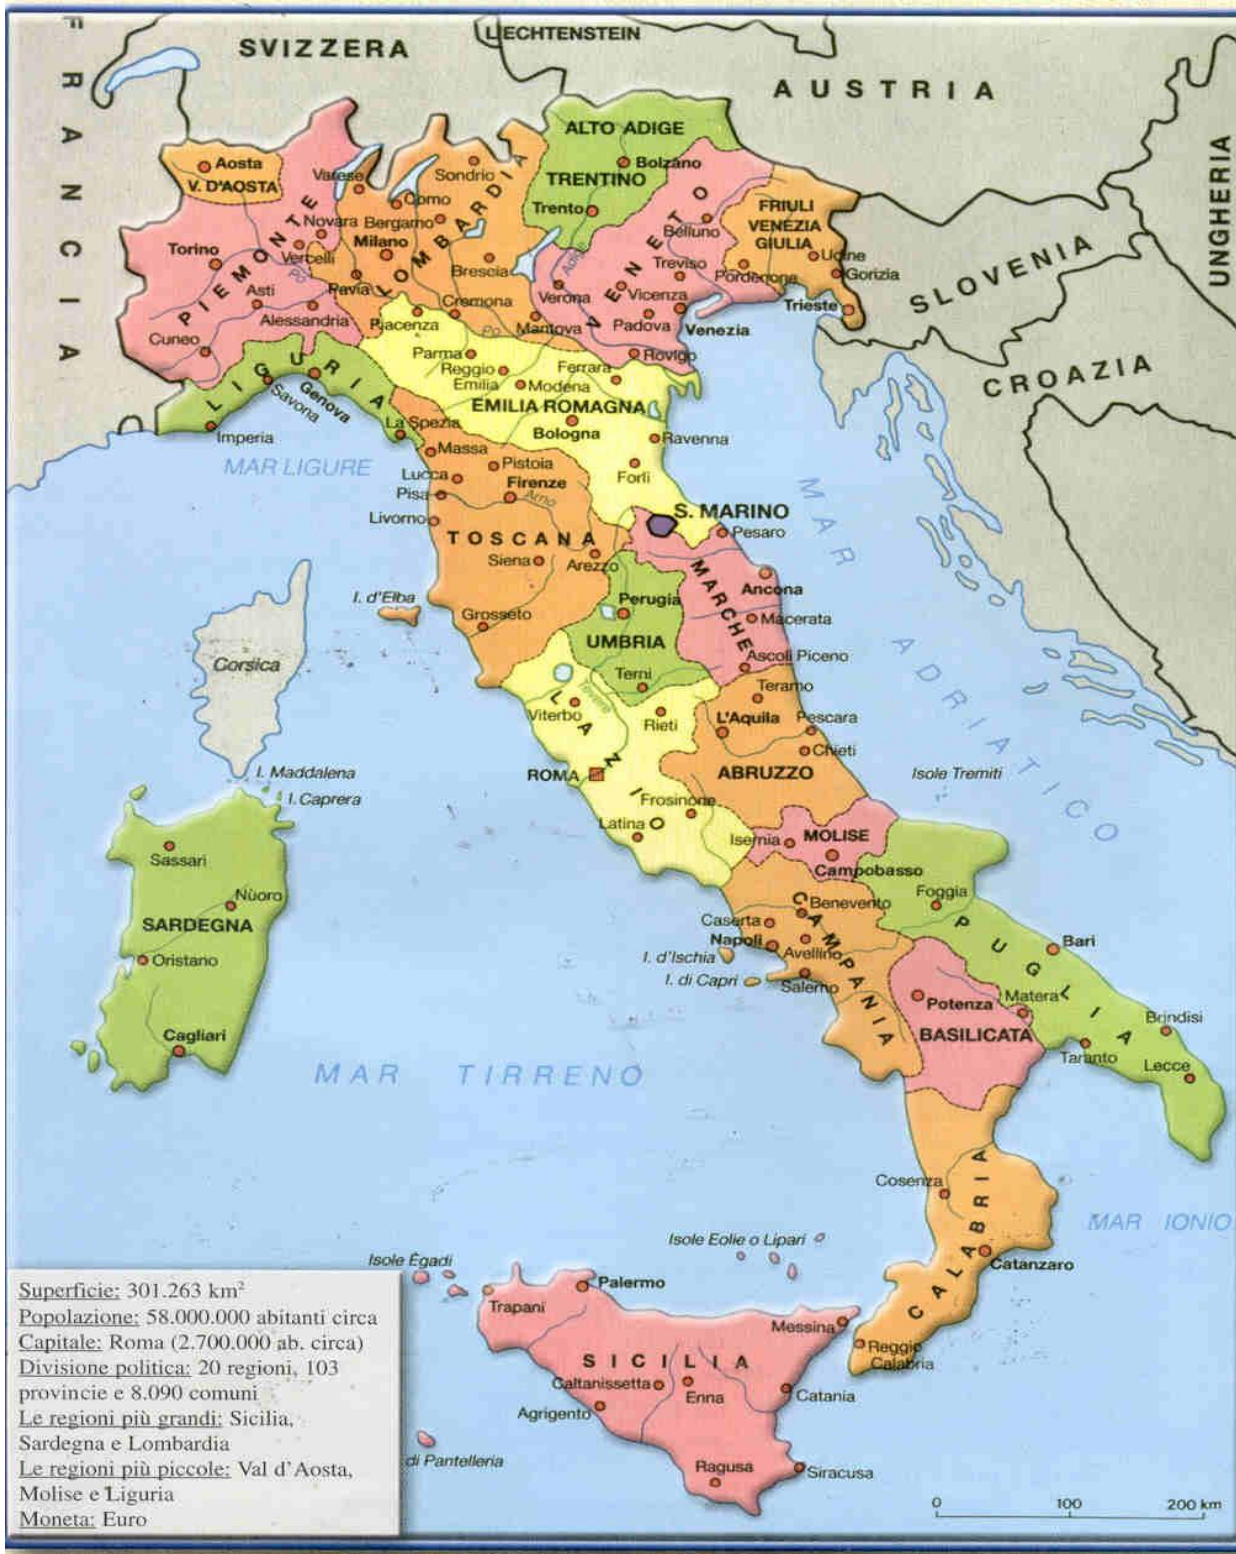 SVIZZERA
LIECHTENSTEIN
AUSTRIA
FRANCIA
UNGHERIA
SLOVENIA
CROAZIA
ALTO ADIGE
Bolzano
TRENTINO
Trento
Aosta
V. D'AOSTA
Varese
Sondrio
Como
Novara
Bergamo
Milano
LOMBARDIA
Torino
Vercelli
PIEMONTE
Po
Pavia
Brescia
Asti
Alessandria
Cuneo
Cremona
Mantova
Po
Adige
VENETO
Belluno
Treviso
Verona
Vicenza
Padova
Venezia
Rovigo
FRIULI
VENEZIA
GIULIA
Udine
Pordenone
Gorizia
Trieste
Piacenza
Parma
Reggio
Emilia
Modena
Ferrara
EMILIA ROMAGNA
Bologna
Ravenna
Forlì
LIGURIA
Genova
Savona
Imperia
La Spezia
MAR LIGURE
Massa
Lucca
Pistoia
Firenze
Pisa
Arno
Livorno
TOSCANA
Siena
Arezzo
Grosseto
I. d'Elba
S. MARINO
Pesaro
MARCHE
Ancona
Macerata
Ascoli Piceno
Perugia
UMBRIA
Terni
MAR ADRIATICO
Corsica
LAZIO
Tevere
Viterbo
Rieti
ROMA
Frosinone
Latina
Teramo
L'Aquila
Pescara
Chieti
ABRUZZO
Isole Tremiti
I. Maddalena
I. Caprera
Sassari
Nùoro
SARDEGNA
Oristano
Cagliari
Isernia
MOLISE
Campobasso
Foggia
PUGLIA
Bari
Brindisi
Taranto
Lecce
Benevento
Caserta
Napoli
Avellino
CAMPANIA
I. d'Ischia
I. di Capri
Salerno
Potenza
Matera
BASILICATA
MAR TIRRENO
Cosenza
CALABRIA
Catanzaro
Reggio
Calabria
MAR IONIO
Isole Eolie o Lipari
Isole Ègadi
Trapani
Palermo
Messina
SICILIA
Caltanissetta
Enna
Catania
Agrigento
Ragusa
Siracusa
di Pantelleria
Superficie: 301.263 km²
Popolazione: 58.000.000 abitanti circa
Capitale: Roma (2.700.000 ab. circa)
Divisione politica: 20 regioni, 103
provincie e 8.090 comuni
Le regioni più grandi: Sicilia,
Sardegna e Lombardia
Le regioni più piccole: Val d'Aosta,
Molise e Liguria
Moneta: Euro
0 100 200 km